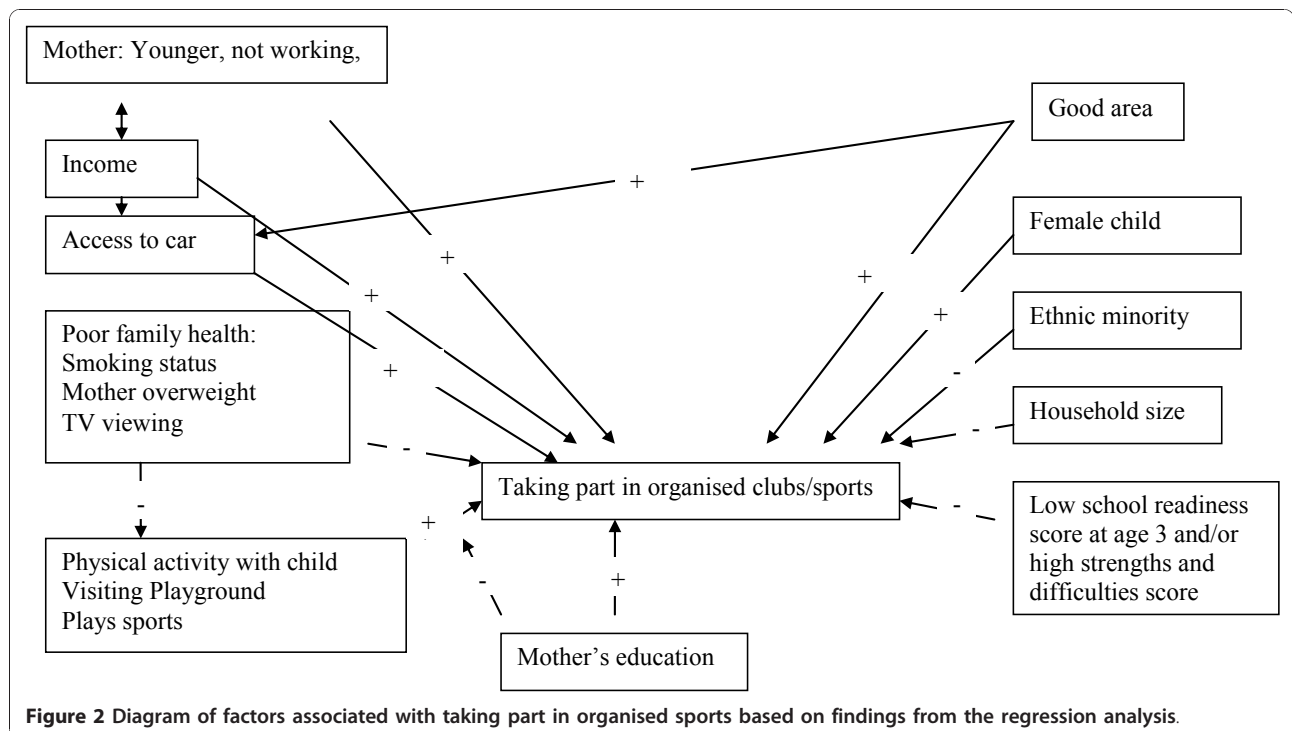 Mother: Younger, not working,
Good area
Income
+
Female child
Access to car
+
+
+
+
Ethnic minority
Poor family health:
Smoking status
Mother overweight
TV viewing
+
-
Household size
-
-
Taking part in organised clubs/sports
Low school readiness
score at age 3 and/or
high strengths and
difficulties score
-
-
+
Physical activity with child
Visiting Playground
Plays sports
-
+
Mother's education
Figure 2 Diagram of factors associated with taking part in organised sports based on findings from the regression analysis.